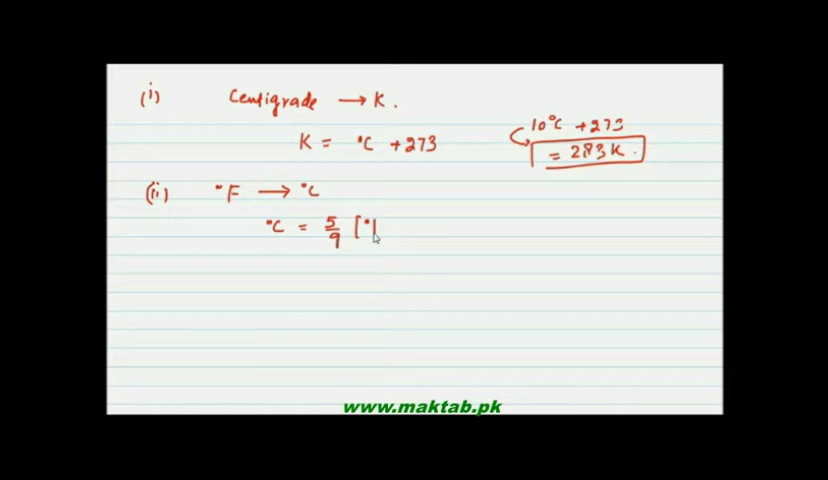 (i) Centigrade → K.
K = °C + 273
10°C + 273
= 283 K.
(ii) °F → °C
°C = 5/9 [°
www.maktab.pk